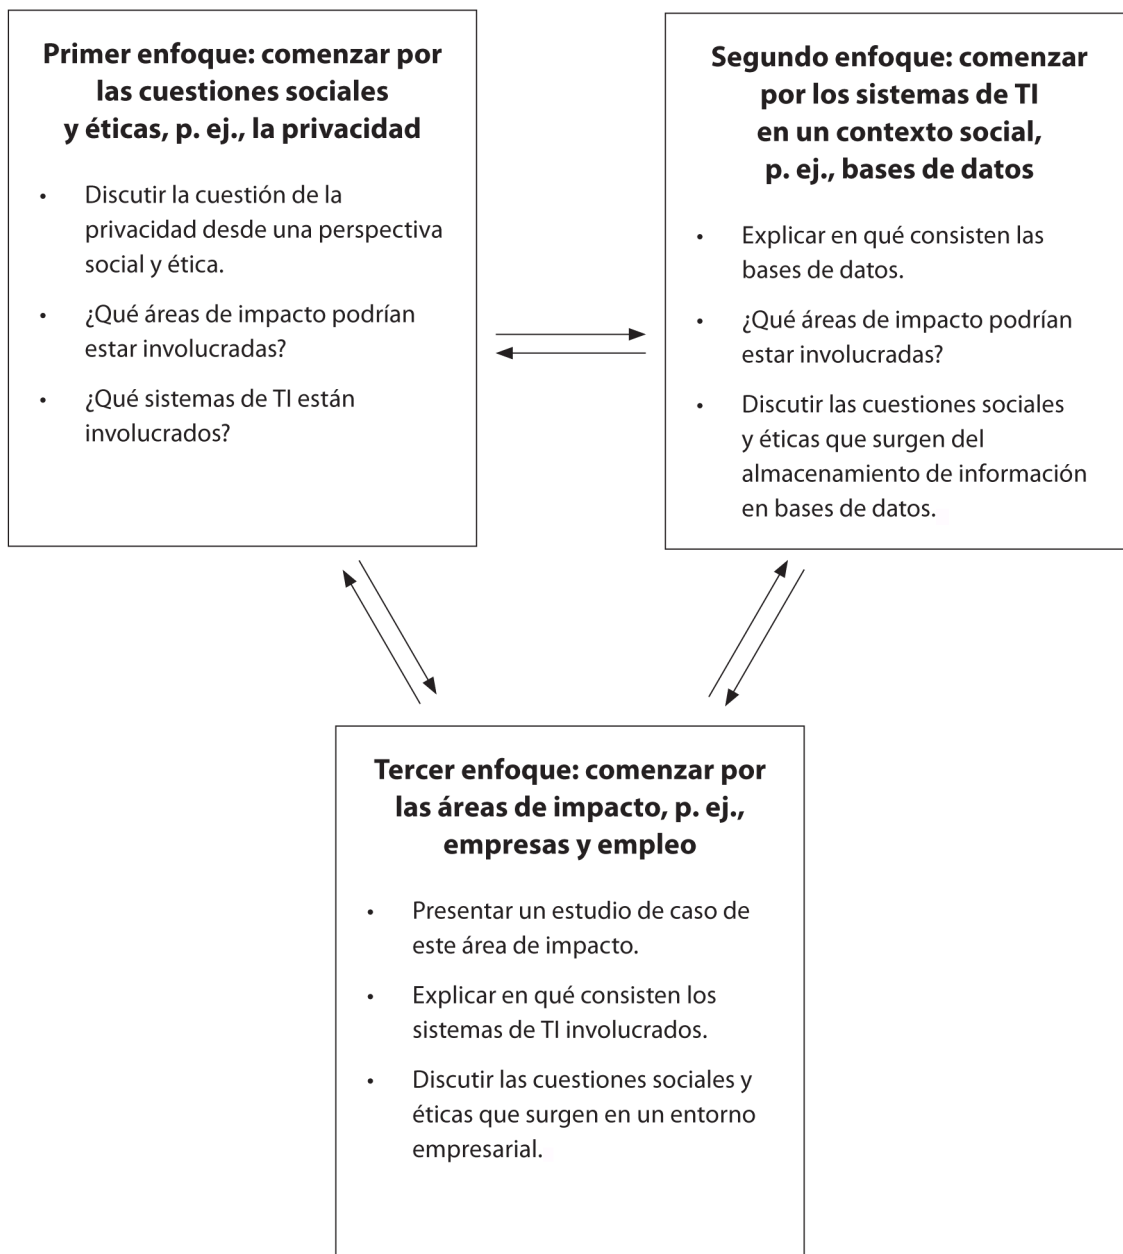 Primer enfoque: comenzar por
las cuestiones sociales
y éticas, p. ej., la privacidad
• Discutir la cuestión de la
privacidad desde una perspectiva
social y ética.
• ¿Qué áreas de impacto podrían
estar involucradas?
• ¿Qué sistemas de TI están
involucrados?
Segundo enfoque: comenzar
por los sistemas de TI
en un contexto social,
p. ej., bases de datos
• Explicar en qué consisten las
bases de datos.
• ¿Qué áreas de impacto podrían
estar involucradas?
• Discutir las cuestiones sociales
y éticas que surgen del
almacenamiento de información
en bases de datos.
Tercer enfoque: comenzar por
las áreas de impacto, p. ej.,
empresas y empleo
• Presentar un estudio de caso de
este área de impacto.
• Explicar en qué consisten los
sistemas de TI involucrados.
• Discutir las cuestiones sociales y
éticas que surgen en un entorno
empresarial.